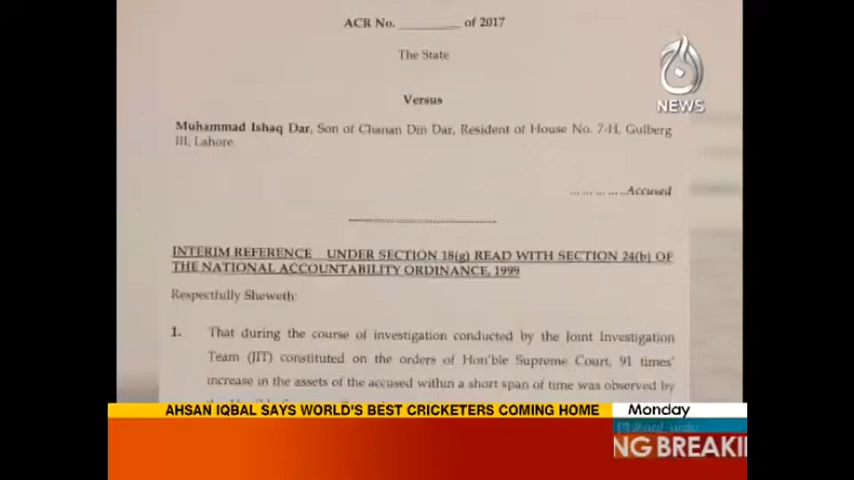 ACR No. ________ of 2017
The State
Versus
Muhammad Ishaq Dar, Son of Chanan Din Dar, Resident of House No. 7-H, Gulberg
III, Lahore
... ... ... ...Accused
INTERIM REFERENCE UNDER SECTION 18(g) READ WITH SECTION 24(b) OF
THE NATIONAL ACCOUNTABILITY ORDINANCE, 1999
Respectfully Sheweth:
1. That during the course of investigation conducted by the Joint Investigation
Team (JIT) constituted on the orders of Hon'ble Supreme Court, 91 times'
increase in the assets of the accused within a short span of time was observed by
NEWS
AHSAN IQBAL SAYS WORLD'S BEST CRICKETERS COMING HOME
Monday
NG BREAKI